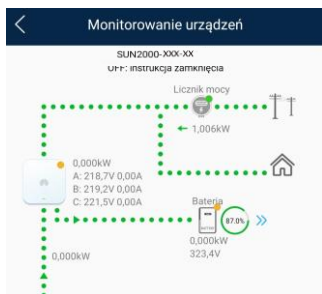 Monitorowanie urządzeń
SUN2000-XXX-XX
OFF: instrukcja zamknięcia
Licznik mocy
1,006kW
0,000kW
A: 218,7V 0,00A
B: 219,2V 0,00A
C: 221,5V 0,00A
Bateria
87.0%
0,000kW
323,4V
0,000kW